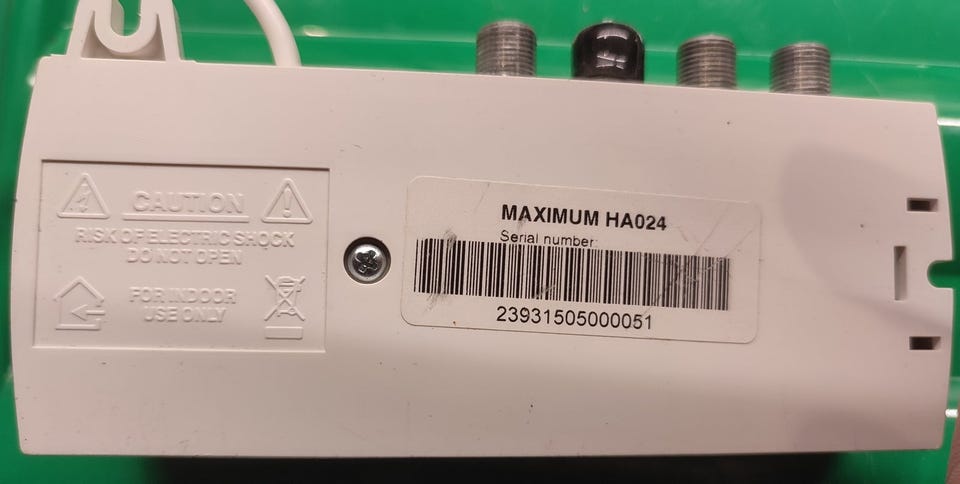 CAUTION
RISK OF ELECTRIC SHOCK
DO NOT OPEN
FOR INDOOR
USE ONLY
MAXIMUM HA024
Serial number:
23931505000051